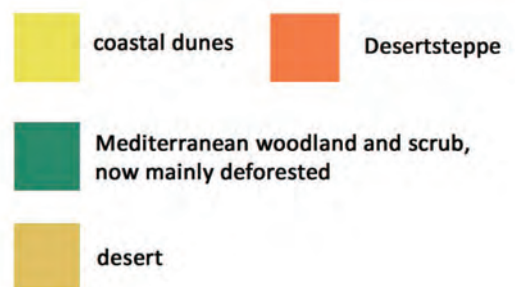 coastal dunes
Desertsteppe
Mediterranean woodland and scrub,
now mainly deforested
desert